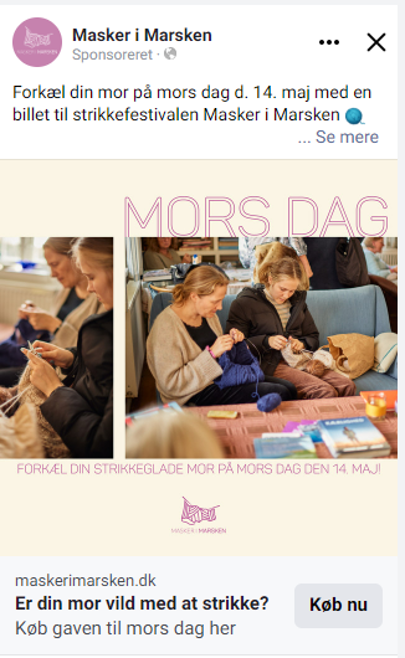 Masker i Marsken
Sponsoreret ·
Forkæl din mor på mors dag d. 14. maj med en
billet til strikkefestivalen Masker i Marsken
... Se mere
MORS DAG
FORKÆL DIN STRIKKEGLADE MOR PÅ MORS DAG DEN 14. MAJ!
MASKER I MARSKEN
maskerimarsken.dk
Er din mor vild med at strikke?
Køb gaven til mors dag her
Køb nu